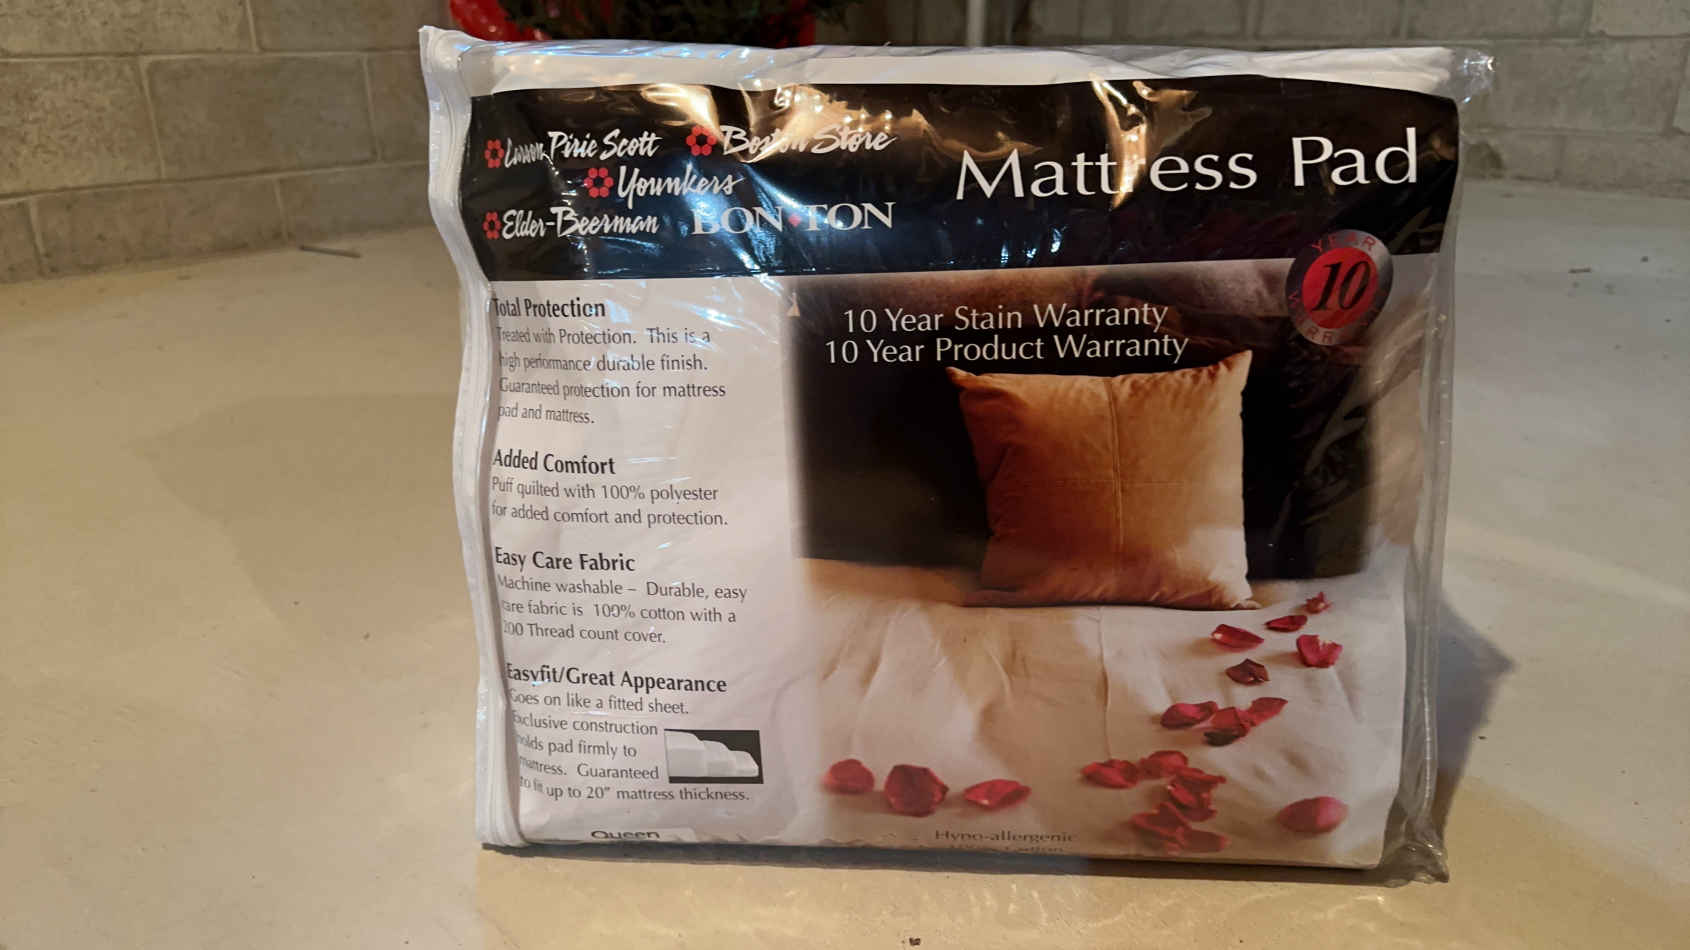 Carson Pirie Scott
Boston Store
Younkers
Elder-Beerman
BON•TON
Mattress Pad
YEAR
10
Total Protection
Treated with Protection. This is a
high performance durable finish.
Guaranteed protection for mattress
pad and mattress.
Added Comfort
Puff quilted with 100% polyester
for added comfort and protection.
Easy Care Fabric
Machine washable – Durable, easy
care fabric is 100% cotton with a
200 Thread count cover.
Easyfit/Great Appearance
Goes on like a fitted sheet.
Exclusive construction
holds pad firmly to
mattress. Guaranteed
to fit up to 20" mattress thickness.
Queen
10 Year Stain Warranty
10 Year Product Warranty
Hypo-allergenic
Cotton